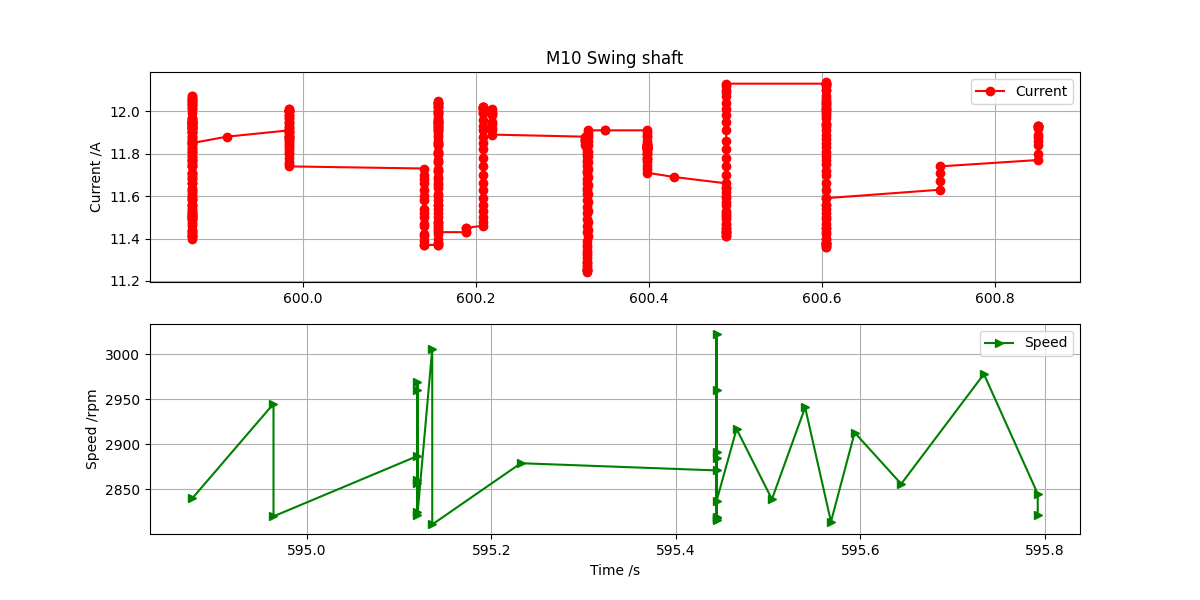 M10 Swing shaft
Current
Current /A
12.0
11.8
11.6
11.4
11.2
600.0 600.2 600.4 600.6 600.8
Speed
Speed /rpm
3000
2950
2900
2850
595.0 595.2 595.4 595.6 595.8
Time /s